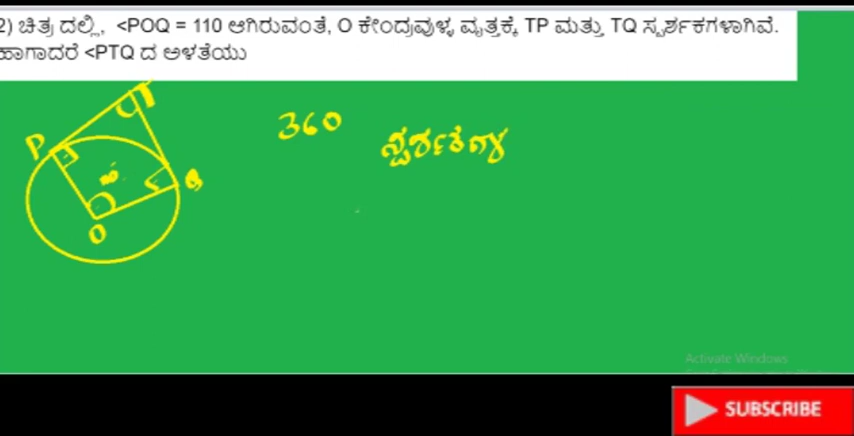 2) ಚಿತ್ರ ದಲ್ಲಿ, <POQ = 110 ಆಗಿರುವಂತೆ, O ಕೇಂದ್ರವುಳ್ಳ ವೃತ್ತಕ್ಕೆ TP ಮತ್ತು TQ ಸ್ಪರ್ಶಕಗಳಾಗಿವೆ.
ಹಾಗಾದರೆ <PTQ ದ ಅಳತೆಯು
T
P
360
ಸ್ಪರ್ಶಕಗಳ
Q
O
Activate Windows
SUBSCRIBE